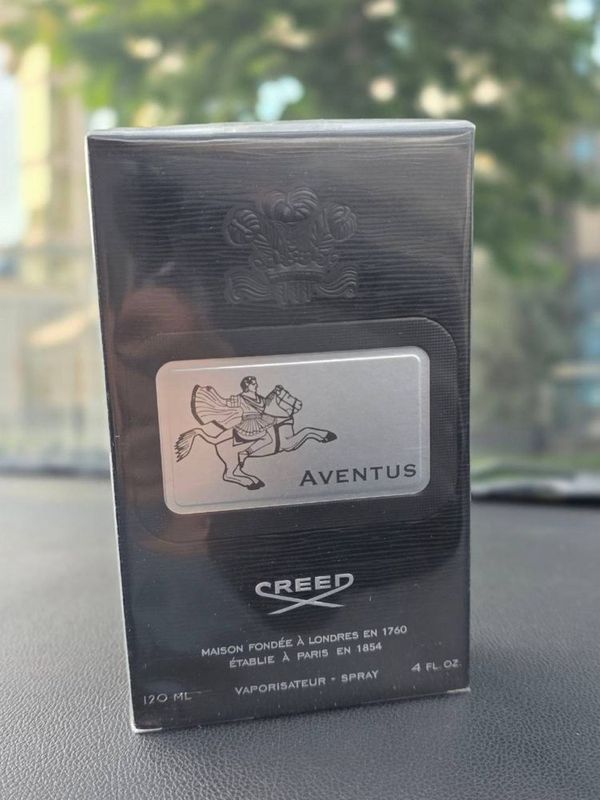 AVENTUS
CREED
MAISON FONDÉE À LONDRES EN 1760
ÉTABLIE À PARIS EN 1854
120 ML
VAPORISATEUR - SPRAY
4 FL. OZ.